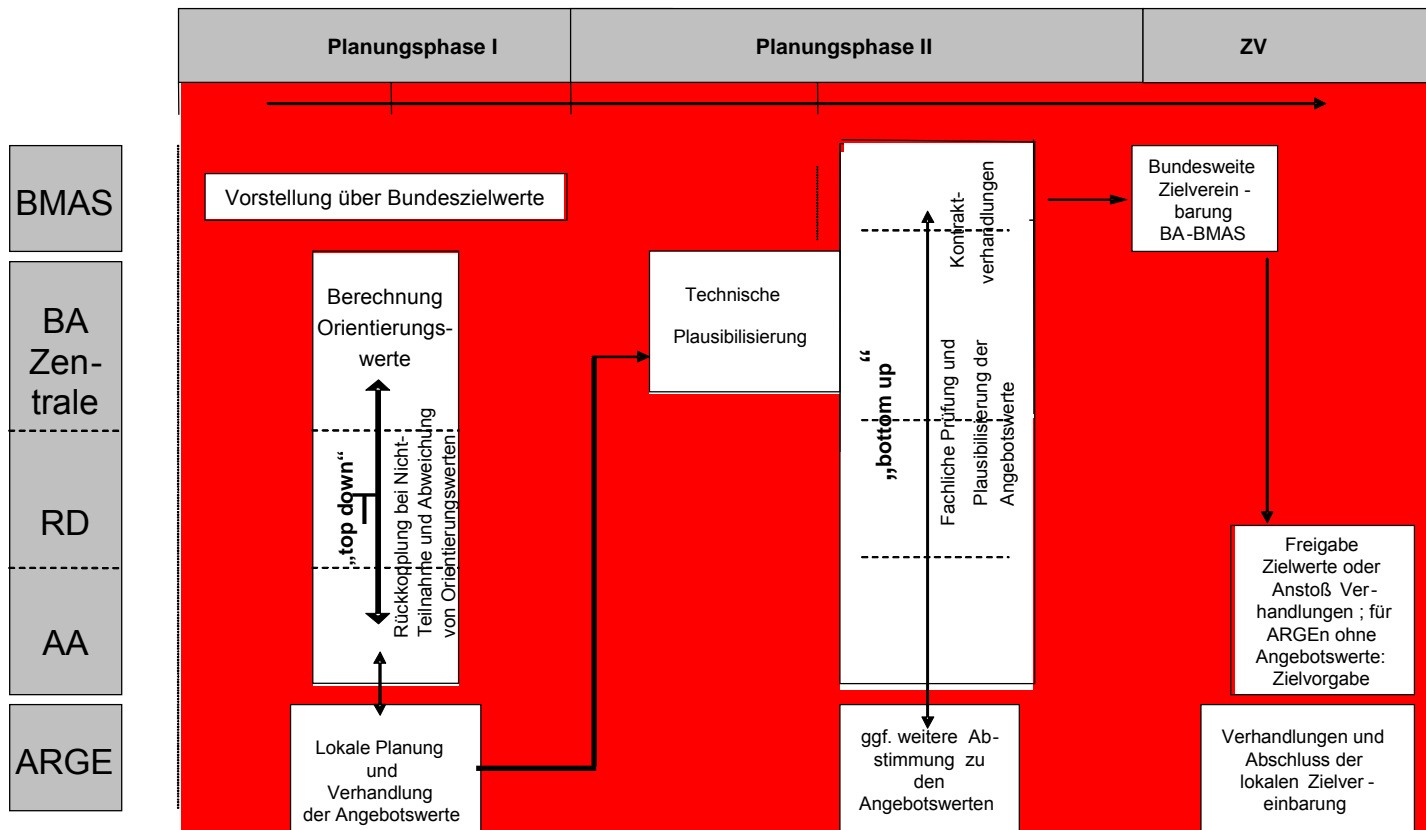 Planungsphase I
Planungsphase II
ZV
BMAS
BA
Zen-
trale
RD
AA
ARGE
Vorstellung über Bundeszielwerte
Berechnung
Orientierungs-
werte
„top down“
Rückkopplung bei Nicht-
Teilnahme und Abweichung
von Orientierungswerten
Lokale Planung
und
Verhandlung
der Angebotswerte
Technische
Plausibilisierung
Kontrakt-
verhandlungen
„bottom up“
Fachliche Prüfung und
Plausibilisierung der
Angebotswerte
ggf. weitere Ab-
stimmung zu
den
Angebotswerten
Bundesweite
Zielverein -
barung
BA-BMAS
Freigabe
Zielwerte oder
Anstoß Ver-
handlungen ; für
ARGEn ohne
Angebotswerte:
Zielvorgabe
Verhandlungen und
Abschluss der
lokalen Zielver -
einbarung